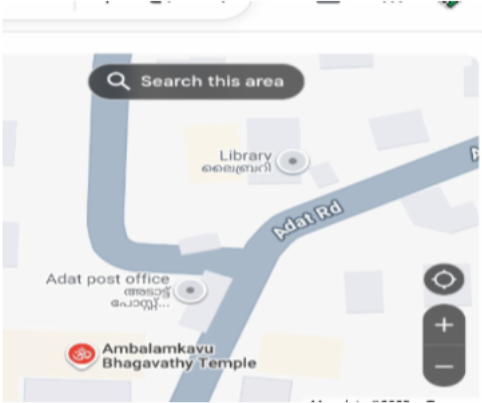 Search this area
Library
ലൈബ്രറി
Adat Rd
Adat post office
അടാട്ട്
പോസ്റ്റ്...
Ambalamkavu
Bhagavathy Temple